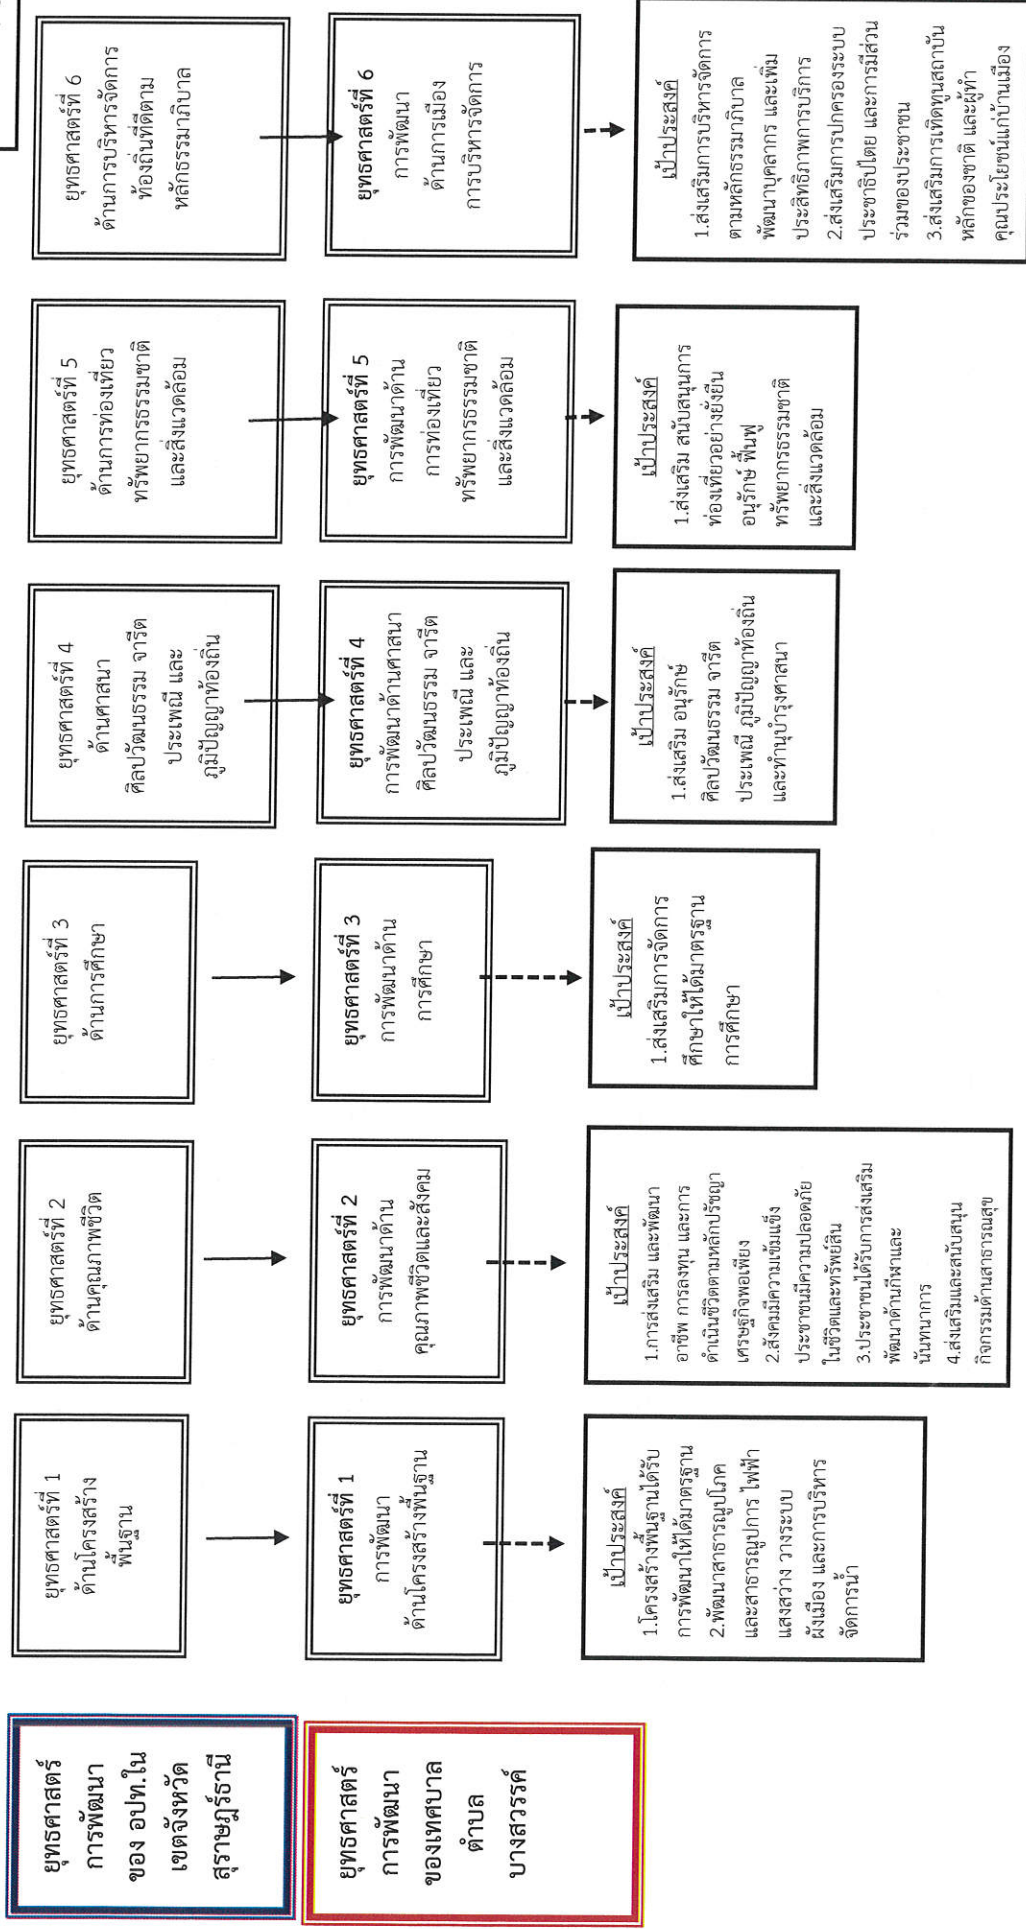 ยุทธศาสตร์
การพัฒนา
ของ อปท.ใน
เขตจังหวัด
สุราษฎร์ธานี
ยุทธศาสตร์ที่ 1
ด้านโครงสร้าง
พื้นฐาน
ยุทธศาสตร์ที่ 2
ด้านคุณภาพชีวิต
ยุทธศาสตร์ที่ 3
ด้านการศึกษา
ยุทธศาสตร์ที่ 4
ด้านศาสนา
ศิลปวัฒนธรรม จารีต
ประเพณี และ
ภูมิปัญญาท้องถิ่น
ยุทธศาสตร์ที่ 5
ด้านการท่องเที่ยว
ทรัพยากรธรรมชาติ
และสิ่งแวดล้อม
ยุทธศาสตร์ที่ 6
ด้านการบริหารจัดการ
ท้องถิ่นที่ดีตาม
หลักธรรมาภิบาล
ยุทธศาสตร์
การพัฒนา
ของเทศบาล
ตำบล
บางสวรรค์
ยุทธศาสตร์ที่ 1
การพัฒนา
ด้านโครงสร้างพื้นฐาน
ยุทธศาสตร์ที่ 2
การพัฒนาด้าน
คุณภาพชีวิตและสังคม
ยุทธศาสตร์ที่ 3
การพัฒนาด้าน
การศึกษา
ยุทธศาสตร์ที่ 4
การพัฒนาด้านศาสนา
ศิลปวัฒนธรรม จารีต
ประเพณี และ
ภูมิปัญญาท้องถิ่น
ยุทธศาสตร์ที่ 5
การพัฒนาด้าน
การท่องเที่ยว
ทรัพยากรธรรมชาติ
และสิ่งแวดล้อม
ยุทธศาสตร์ที่ 6
การพัฒนา
ด้านการเมือง
การบริหารจัดการ
เป้าประสงค์
1.โครงสร้างพื้นฐานได้รับ
การพัฒนาให้ได้มาตรฐาน
2.พัฒนาสาธารณูปโภค
และสาธารณูปการ ไฟฟ้า
แสงสว่าง วางระบบ
ผังเมือง และการบริหาร
จัดการน้ำ
เป้าประสงค์
1.การส่งเสริม และพัฒนา
อาชีพ การลงทุน และการ
ดำเนินชีวิตตามหลักปรัชญา
เศรษฐกิจพอเพียง
2.สังคมมีความเข้มแข็ง
ประชาชนมีความปลอดภัย
ในชีวิตและทรัพย์สิน
3.ประชาชนได้รับการส่งเสริม
พัฒนาด้านกีฬาและ
นันทนาการ
4.ส่งเสริมและสนับสนุน
กิจกรรมด้านสาธารณสุข
เป้าประสงค์
1.ส่งเสริมการจัดการ
ศึกษาให้ได้มาตรฐาน
การศึกษา
เป้าประสงค์
1.ส่งเสริม อนุรักษ์
ศิลปวัฒนธรรม จารีต
ประเพณี ภูมิปัญญาท้องถิ่น
และทำนุบำรุงศาสนา
เป้าประสงค์
1.ส่งเสริม สนับสนุนการ
ท่องเที่ยวอย่างยั่งยืน
อนุรักษ์ ฟื้นฟู
ทรัพยากรธรรมชาติ
และสิ่งแวดล้อม
เป้าประสงค์
1.ส่งเสริมการบริหารจัดการ
ตามหลักธรรมาภิบาล
พัฒนาบุคลากร และเพิ่ม
ประสิทธิภาพการบริการ
2.ส่งเสริมการปกครองระบบ
ประชาธิปไตย และการมีส่วน
ร่วมของประชาชน
3.ส่งเสริมการเทิดทูนสถาบัน
หลักของชาติ และผู้ทำ
คุณประโยชน์แก่บ้านเมือง